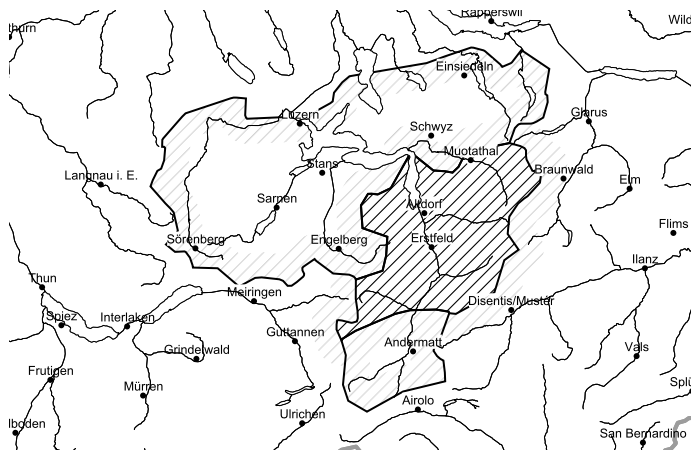 Rapperswil
Wild
thurn
Einsiedeln
Luzern
Glarus
Schwyz
Muotathal
Stans
Braunwald
Langnau i. E.
Elm
Sarnen
Altdorf
Flims
Sörenberg
Engelberg
Erstfeld
Ilanz
Thun
Meiringen
Disentis/Muster
Spiez
Interlaken
Guttannen
Grindelwald
Andermatt
Vals
Frutigen
Mürren
Splü
Airolo
Ulrichen
lboden
San Bernardino